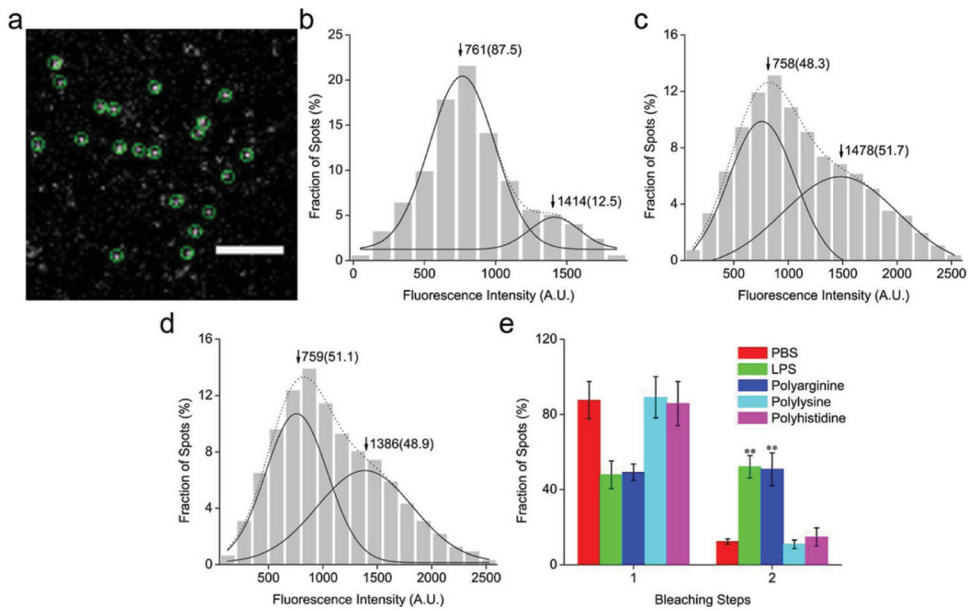 a
b
25
20
15
10
5
0
Fraction of Spots (%)
761(87.5)
1414(12.5)
0
500
1000
1500
Fluorescence Intensity (A.U.)
c
16
12
8
4
0
Fraction of Spots (%)
758(48.3)
1478(51.7)
500
1000
1500
2000
2500
Fluorescence Intensity (A.U.)
d
16
12
8
4
0
Fraction of Spots (%)
759(51.1)
1386(48.9)
500
1000
1500
2000
2500
Fluorescence Intensity (A.U.)
e
120
80
40
0
Fraction of Spots (%)
PBS
LPS
Polyarginine
Polylysine
Polyhistidine
**
**
1
2
Bleaching Steps